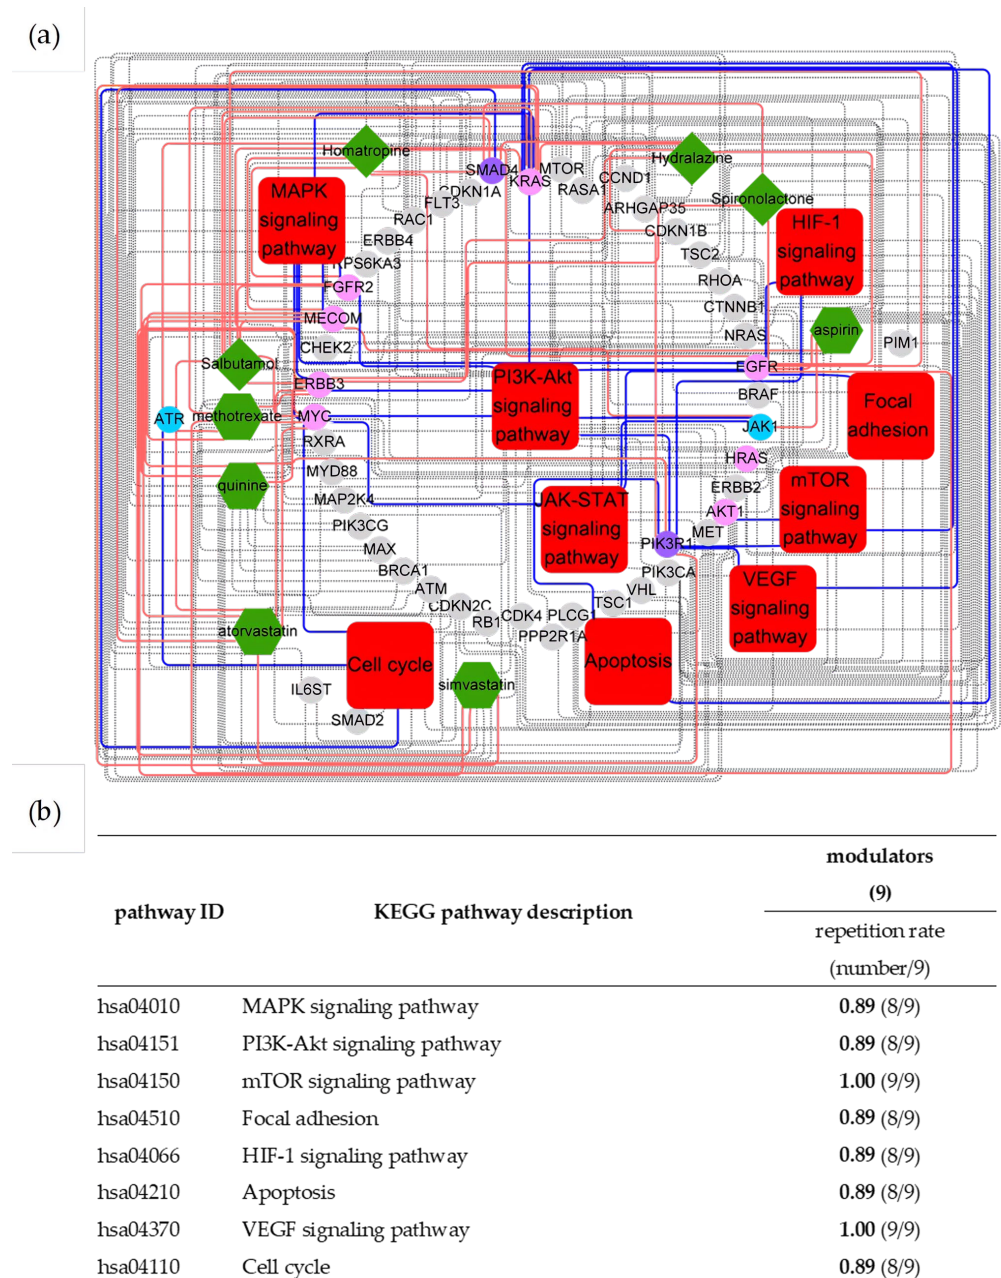 (a)
Homatropine
SMAD4
KRAS
MTOR
Hydralazine
RASA1
CCND1
CDKN1A
FLT3
RAC1
ERBB4
RPS6KA3
FGFR2
MECOM
CHEK2
ERBB3
MYC
RXRA
MYD88
MAP2K4
PIK3CG
MAX
BRCA1
ATM
CDKN2C
RB1
CDK4
PPP2R1A
PLCG1
TSC1
VHL
PIK3CA
PIK3R1
MET
AKT1
ERBB2
HRAS
JAK1
BRAF
EGFR
NRAS
CTNNB1
RHOA
TSC2
CDKN1B
ARHGAP35
Spironolactone
MAPK
signaling
pathway
HIF-1
signaling
pathway
aspirin
PIM1
Salbutamol
methotrexate
ATR
quinine
PI3K-Akt
signaling
pathway
Focal
adhesion
JAK-STAT
signaling
pathway
mTOR
signaling
pathway
VEGF
signaling
pathway
atorvastatin
Cell cycle
simvastatin
Apoptosis
IL6ST
SMAD2
(b)
modulators
(9)
pathway ID KEGG pathway description
repetition rate
(number/9)
hsa04010 MAPK signaling pathway 0.89 (8/9)
hsa04151 PI3K-Akt signaling pathway 0.89 (8/9)
hsa04150 mTOR signaling pathway 1.00 (9/9)
hsa04510 Focal adhesion 0.89 (8/9)
hsa04066 HIF-1 signaling pathway 0.89 (8/9)
hsa04210 Apoptosis 0.89 (8/9)
hsa04370 VEGF signaling pathway 1.00 (9/9)
hsa04110 Cell cycle 0.89 (8/9)